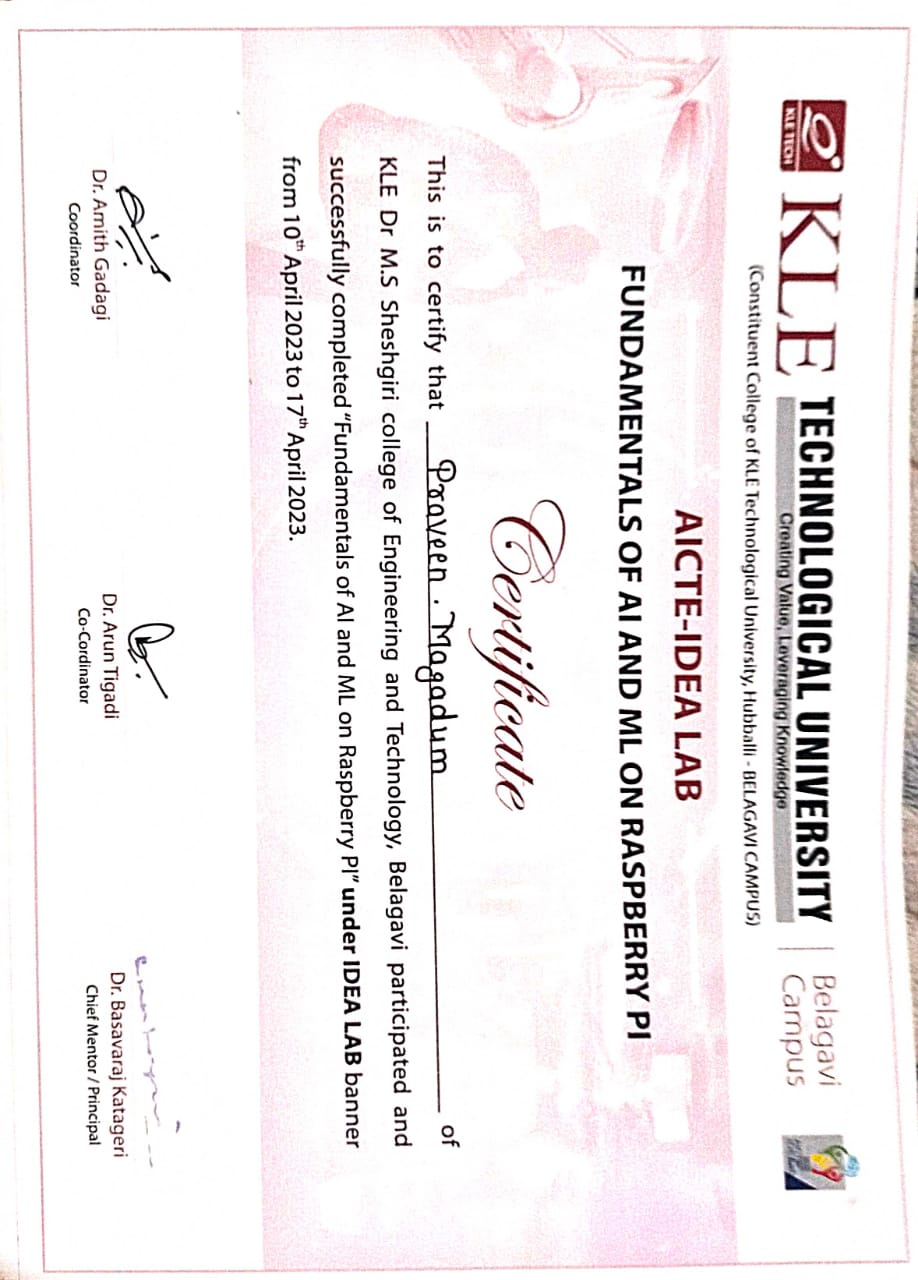 KLE TECH
KLE TECHNOLOGICAL UNIVERSITY
Creating Value, Leveraging Knowledge
Belagavi
Campus
(Constituent College of KLE Technological University, Hubballi - BELAGAVI CAMPUS)
AICTE-IDEA LAB
FUNDAMENTALS OF AI AND ML ON RASPBERRY PI
Certificate
This is to certify that Praveen . Magadum of
KLE Dr M.S Sheshgiri college of Engineering and Technology, Belagavi participated and
successfully completed “Fundamentals of AI and ML on Raspberry PI” under IDEA LAB banner
from 10th April 2023 to 17th April 2023.
Dr. Amith Gadagi
Coordinator
Dr. Arun Tigadi
Co-Cordinator
Dr. Basavaraj Katageri
Chief Mentor / Principal